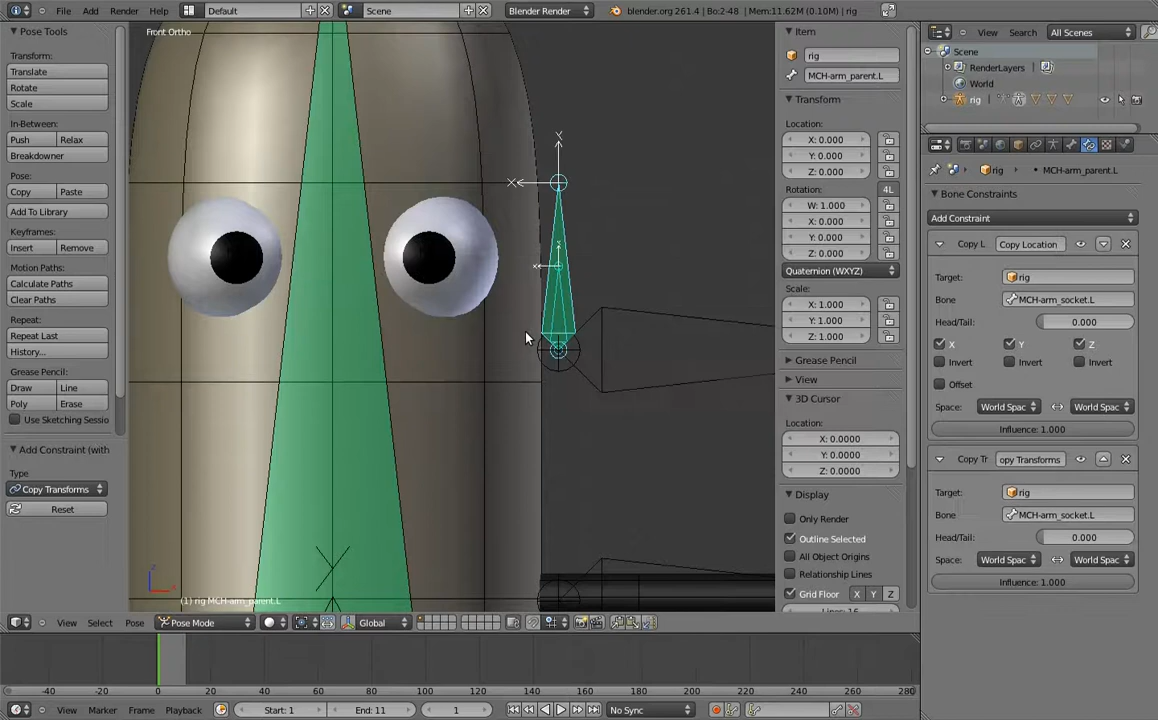 File Add Render Help Default Scene Blender Render blender.org 261.4 | Bo:2-48 | Mem:11.62M (0.10M) | rig
Pose Tools
Transform:
Translate
Rotate
Scale
In-Between:
Push Relax
Breakdowner
Pose:
Copy Paste
Add To Library
Keyframes:
Insert Remove
Motion Paths:
Calculate Paths
Clear Paths
Repeat:
Repeat Last
History...
Grease Pencil:
Draw Line
Poly Erase
Use Sketching Sessio
Add Constraint (with
Type
Copy Transforms
Reset
Front Ortho
Y
X
(1) rig MCH-arm_parent.L
Item
rig
MCH-arm_parent.L
Transform
Location:
X: 0.000
Y: 0.000
Z: 0.000
Rotation: 4L
W: 1.000
X: 0.000
Y: 0.000
Z: 0.000
Quaternion (WXYZ)
Scale:
X: 1.000
Y: 1.000
Z: 1.000
Grease Pencil
View
3D Cursor
Location:
X: 0.0000
Y: 0.0000
Z: 0.0000
Display
Only Render
Outline Selected
All Object Origins
Relationship Lines
Grid Floor X Y Z
View Search All Scenes
Scene
RenderLayers
World
rig
rig MCH-arm_parent.L
Bone Constraints
Add Constraint
Copy L Copy Location
Target: rig
Bone MCH-arm_socket.L
Head/Tail: 0.000
X Y Z
Invert Invert Invert
Offset
Space: World Spac World Spac
Influence: 1.000
Copy Tr opy Transforms
Target: rig
Bone MCH-arm_socket.L
Head/Tail: 0.000
Space: World Spac World Spac
Influence: 1.000
View Select Pose Pose Mode Global
-40 -20 0 20 40 60 80 100 120 140 160 180 200 220 240 260 280
View Marker Frame Playback Start: 1 End: 11 1 No Sync